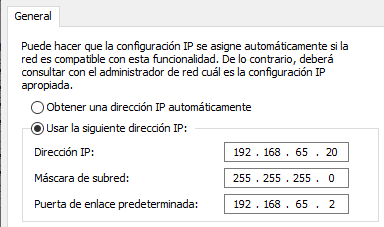 General
Puede hacer que la configuración IP se asigne automáticamente si la
red es compatible con esta funcionalidad. De lo contrario, deberá
consultar con el administrador de red cuál es la configuración IP
apropiada.
Obtener una dirección IP automáticamente
Usar la siguiente dirección IP:
Dirección IP: 192 . 168 . 65 . 20
Máscara de subred: 255 . 255 . 255 . 0
Puerta de enlace predeterminada: 192 . 168 . 65 . 2